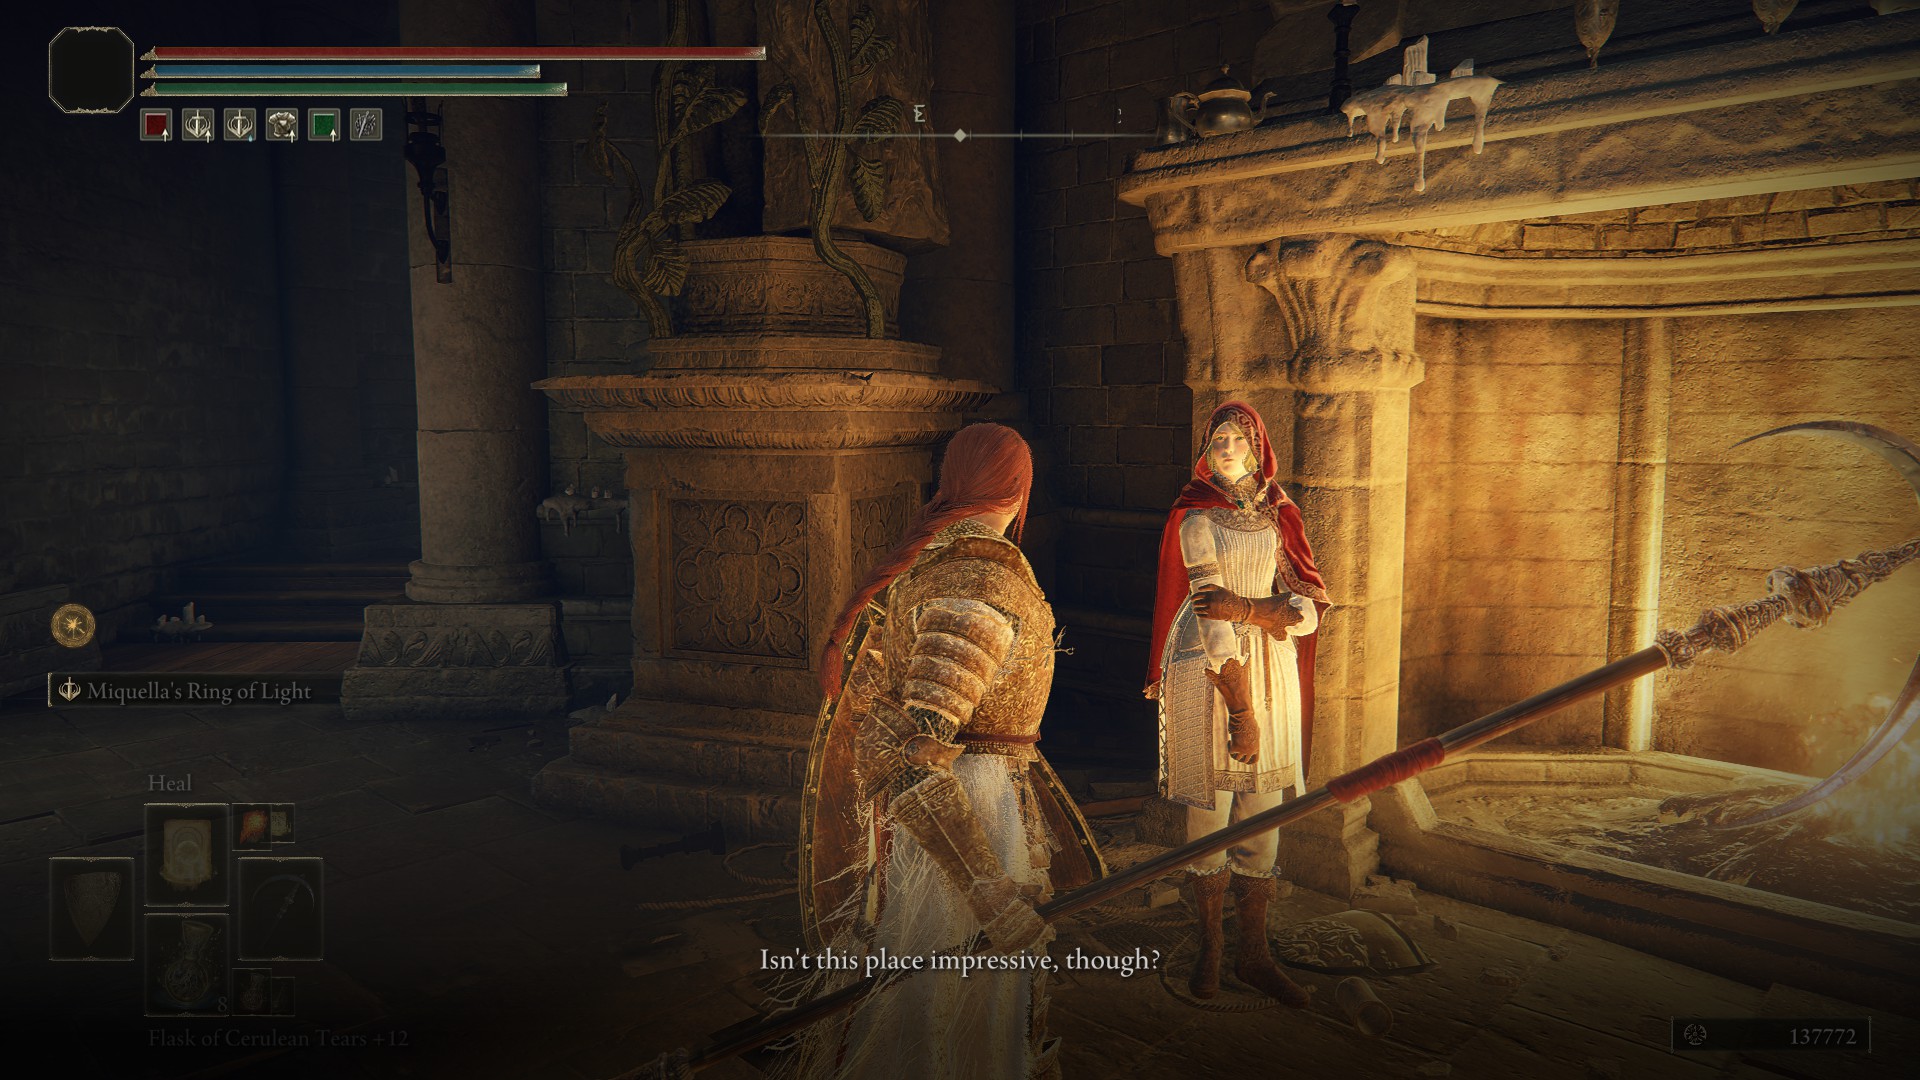 E
Miquella's Ring of Light
Heal
8
Isn't this place impressive, though?
Flask of Cerulean Tears +12
137772